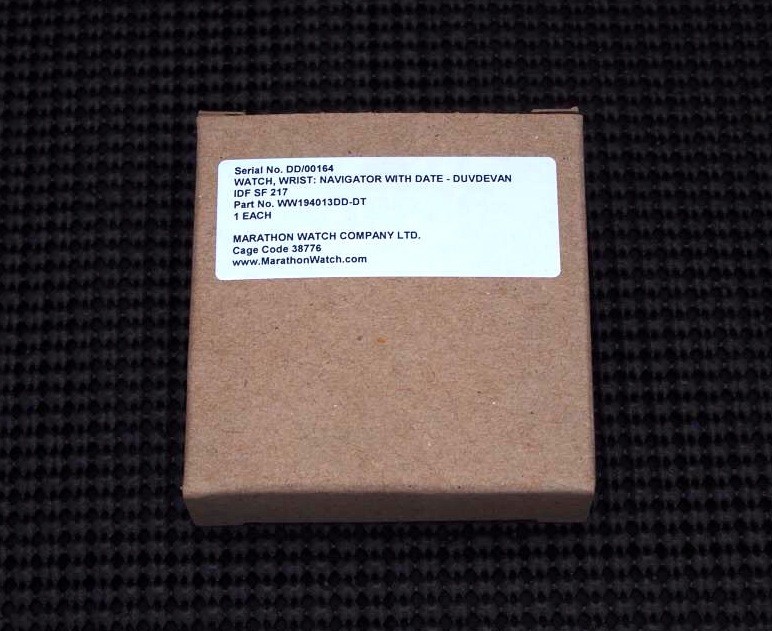 Serial No. DD/00164
WATCH, WRIST: NAVIGATOR WITH DATE - DUVDEVAN
IDF SF 217
Part No. WW194013DD-DT
1 EACH
MARATHON WATCH COMPANY LTD.
Cage Code 38776
www.MarathonWatch.com